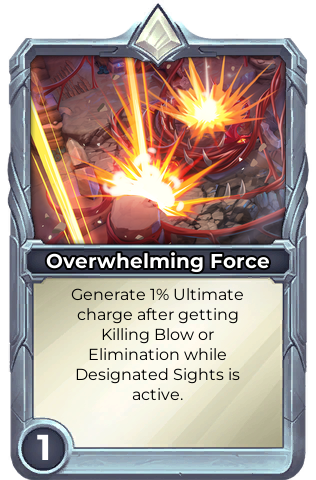 Overwhelming Force
Generate 1% Ultimate
charge after getting
Killing Blow or
Elimination while
Designated Sights is
active.
1